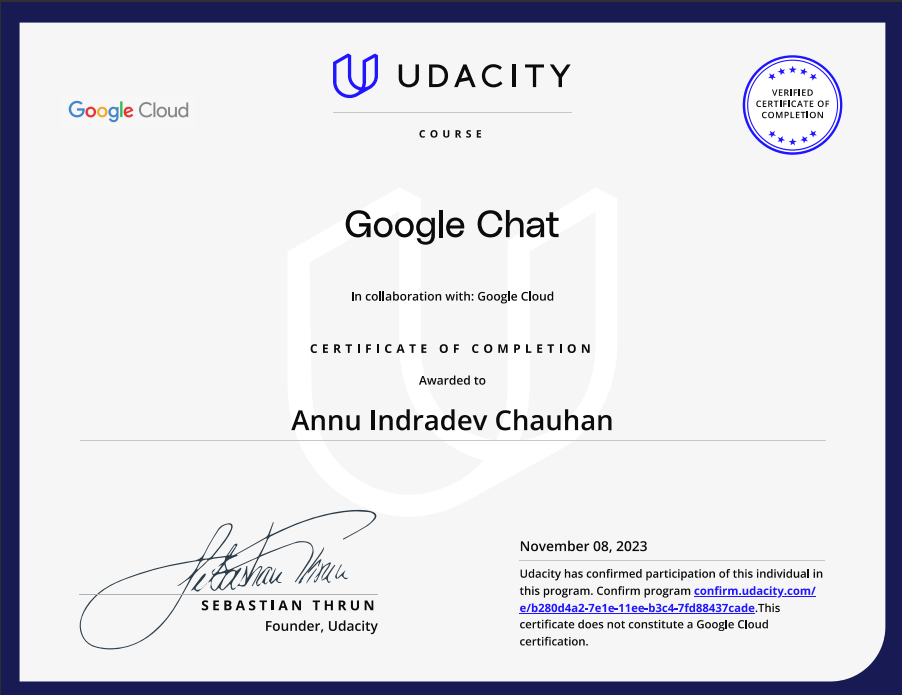 Google Cloud
UDACITY
COURSE
VERIFIED
CERTIFICATE OF
COMPLETION
Google Chat
In collaboration with: Google Cloud
CERTIFICATE OF COMPLETION
Awarded to
Annu Indradev Chauhan
Sebastian Thrun
SEBASTIAN THRUN
Founder, Udacity
November 08, 2023
Udacity has confirmed participation of this individual in
this program. Confirm program confirm.udacity.com/
e/b280d4a2-7e1e-11ee-b3c4-7fd88437cade.This
certificate does not constitute a Google Cloud
certification.